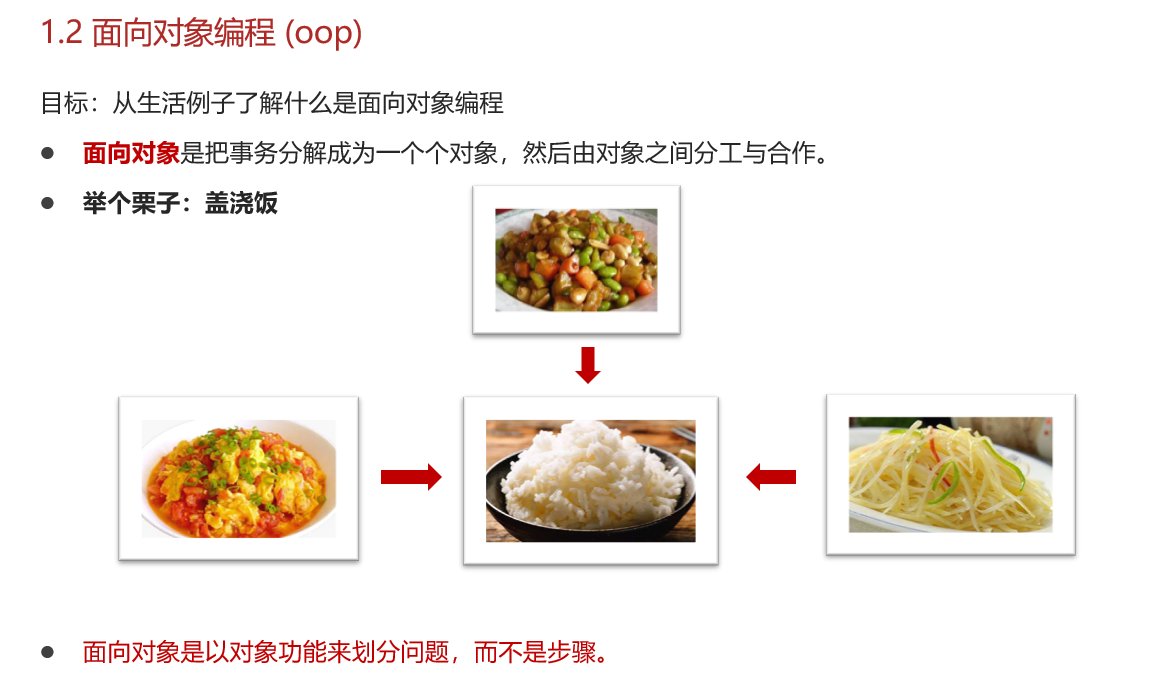 1.2 面向对象编程 (oop)
目标：从生活例子了解什么是面向对象编程
面向对象是把事务分解成为一个个对象，然后由对象之间分工与合作。
举个栗子：盖浇饭
面向对象是以对象功能来划分问题，而不是步骤。